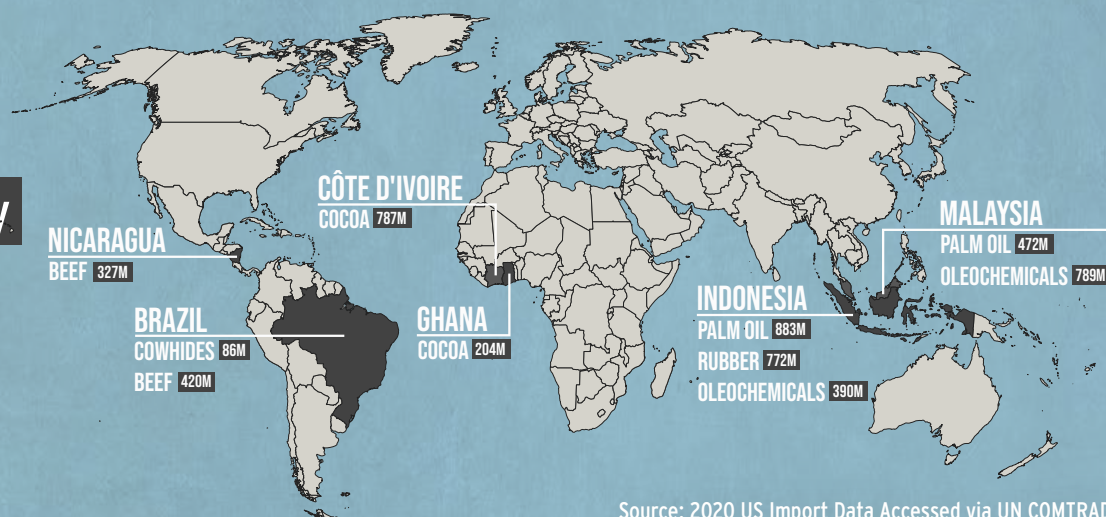 CÔTE D'IVOIRE
COCOA 787M
NICARAGUA
BEEF 327M
BRAZIL
COWHIDES 86M
BEEF 420M
GHANA
COCOA 204M
INDONESIA
PALM OIL 883M
RUBBER 772M
OLEOCHEMICALS 390M
MALAYSIA
PALM OIL 472M
OLEOCHEMICALS 789M
Source: 2020 US Import Data Accessed via UN COMTRAD